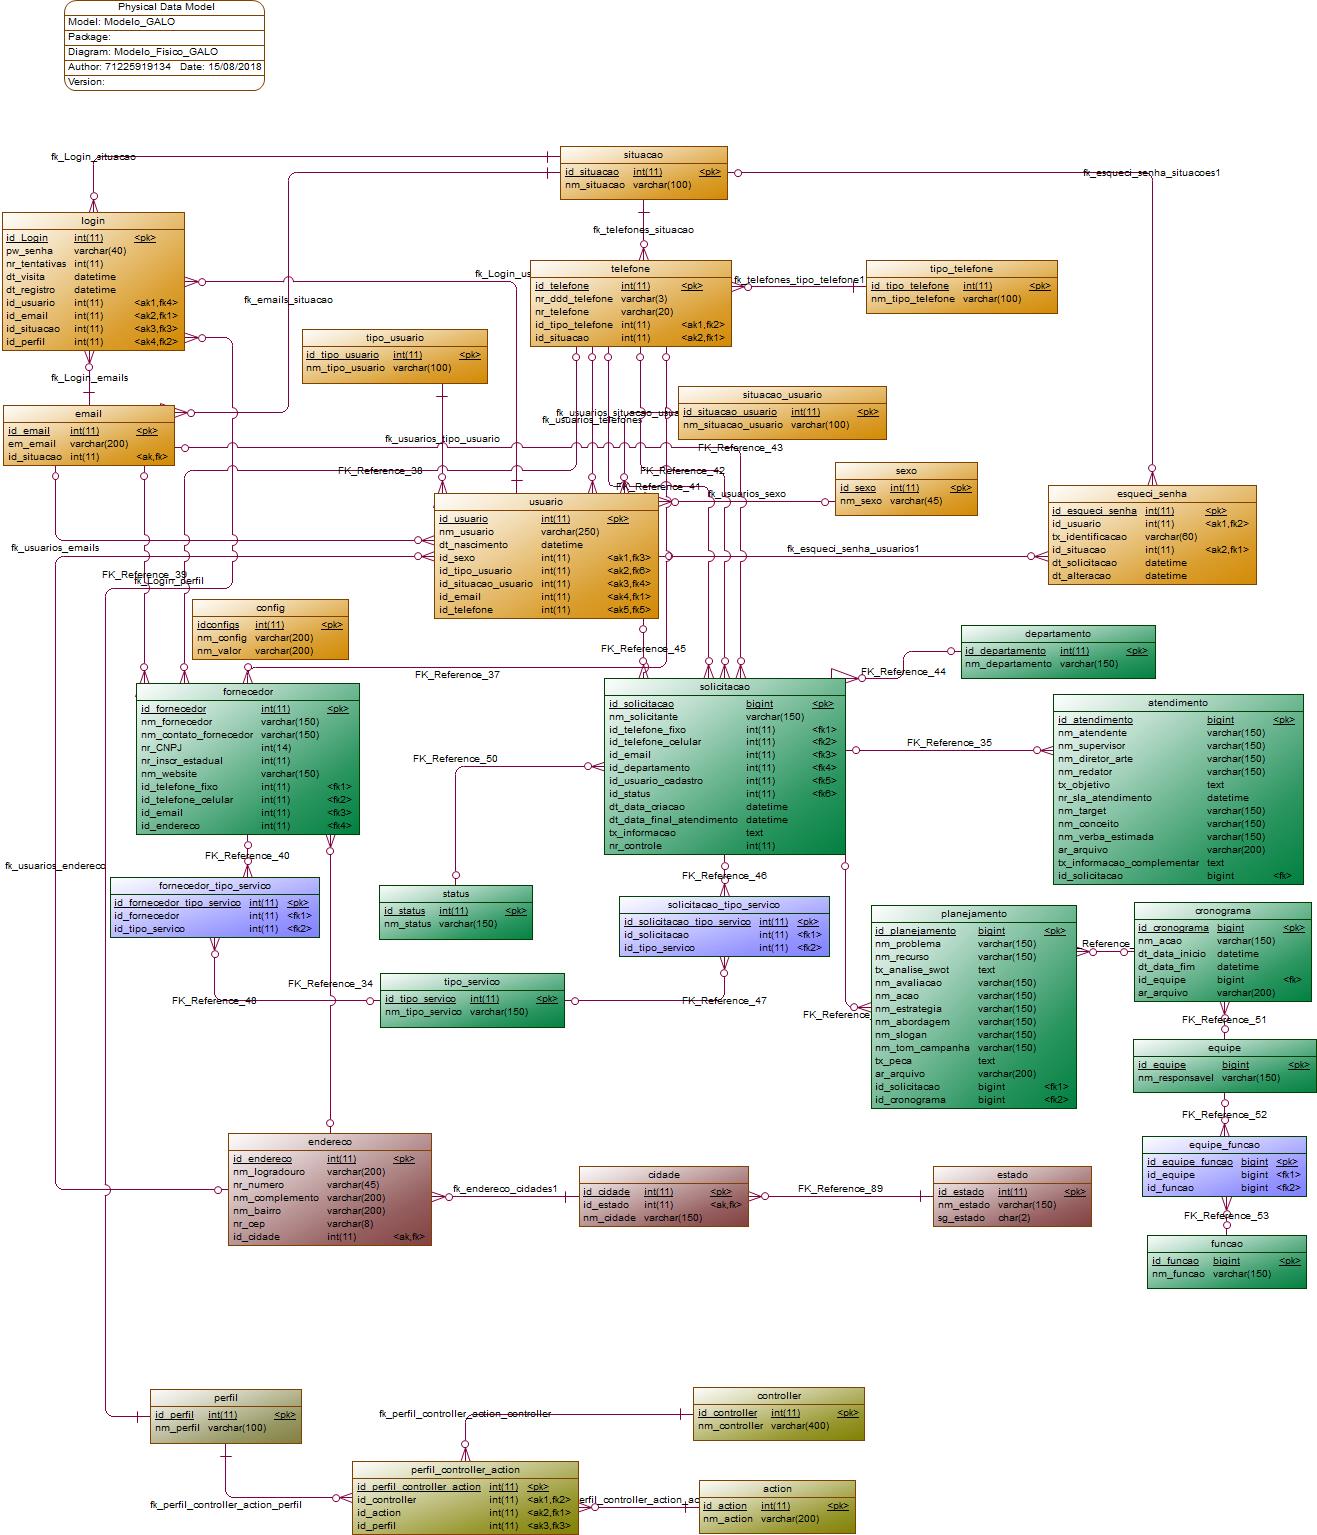 Physical Data Model
Model: Modelo_GALO
Package:
Diagram: Modelo_Fisico_GALO
Author: 71225919134 Date: 15/08/2018
Version:
fk_Login_situacao
situacao
id_situacao int(11) <pk>
nm_situacao varchar(100)
fk_esqueci_senha_situacoes1
login
id_Login int(11) <pk>
pw_senha varchar(40)
nr_tentativas int(11)
dt_visita datetime
dt_registro datetime
id_usuario int(11) <ak1,fk4>
id_email int(11) <ak2,fk1>
id_situacao int(11) <ak3,fk3>
id_perfil int(11) <ak4,fk2>
fk_telefones_situacao
fk_Login_us
fk_emails_situacao
telefone
id_telefone int(11) <pk>
nr_ddd_telefone varchar(3)
nr_telefone varchar(20)
id_tipo_telefone int(11) <ak1,fk2>
id_situacao int(11) <ak2,fk1>
fk_telefones_tipo_telefone1
tipo_telefone
id_tipo_telefone int(11) <pk>
nm_tipo_telefone varchar(100)
tipo_usuario
id_tipo_usuario int(11) <pk>
nm_tipo_usuario varchar(100)
fk_Login_emails
situacao_usuario
id_situacao_usuario int(11) <pk>
nm_situacao_usuario varchar(100)
fk_usuarios_situacao_usua
fk_usuarios_telefones
email
id_email int(11) <pk>
em_email varchar(200)
id_situacao int(11) <ak,fk>
fk_usuarios_tipo_usuario
FK_Reference_43
FK_Reference_38
FK_Reference_42
FK_Reference_41
fk_usuarios_sexo
sexo
id_sexo int(11) <pk>
nm_sexo varchar(45)
esqueci_senha
id_esqueci_senha int(11) <pk>
id_usuario int(11) <ak1,fk2>
tx_identificacao varchar(60)
id_situacao int(11) <ak2,fk1>
dt_solicitacao datetime
dt_alteracao datetime
usuario
id_usuario int(11) <pk>
nm_usuario varchar(250)
dt_nascimento datetime
id_sexo int(11) <ak1,fk3>
id_tipo_usuario int(11) <ak2,fk6>
id_situacao_usuario int(11) <ak3,fk4>
id_email int(11) <ak4,fk1>
id_telefone int(11) <ak5,fk5>
fk_usuarios_emails
fk_esqueci_senha_usuarios1
FK_Reference_39
fk_Login_perfil
config
idconfigs int(11) <pk>
nm_config varchar(200)
nm_valor varchar(200)
FK_Reference_45
FK_Reference_37
FK_Reference_44
departamento
id_departamento int(11) <pk>
nm_departamento varchar(150)
fornecedor
id_fornecedor int(11) <pk>
nm_fornecedor varchar(150)
nm_contato_fornecedor varchar(150)
nr_CNPJ int(14)
nr_inscr_estadual int(11)
nm_website varchar(150)
id_telefone_fixo int(11) <fk1>
id_telefone_celular int(11) <fk2>
id_email int(11) <fk3>
id_endereco int(11) <fk4>
solicitacao
id_solicitacao bigint <pk>
nm_solicitante varchar(150)
id_telefone_fixo int(11) <fk1>
id_telefone_celular int(11) <fk2>
id_email int(11) <fk3>
id_departamento int(11) <fk4>
id_usuario_cadastro int(11) <fk5>
id_status int(11) <fk6>
dt_data_criacao datetime
dt_data_final_atendimento datetime
tx_informacao text
nr_controle int(11)
atendimento
id_atendimento bigint <pk>
nm_atendente varchar(150)
nm_supervisor varchar(150)
nm_diretor_arte varchar(150)
nm_redator varchar(150)
tx_objetivo text
nr_sla_atendimento datetime
nm_target varchar(150)
nm_conceito varchar(150)
nm_verba_estimada varchar(150)
ar_arquivo varchar(200)
tx_informacao_complementar text
id_solicitacao bigint <fk>
FK_Reference_35
FK_Reference_50
FK_Reference_40
fk_usuarios_endereco
FK_Reference_46
fornecedor_tipo_servico
id_fornecedor_tipo_servico int(11) <pk>
id_fornecedor int(11) <fk1>
id_tipo_servico int(11) <fk2>
status
id_status int(11) <pk>
nm_status varchar(150)
solicitacao_tipo_servico
id_solicitacao_tipo_servico int(11) <pk>
id_solicitacao int(11) <fk1>
id_tipo_servico int(11) <fk2>
planejamento
id_planejamento bigint <pk>
nm_problema varchar(150)
nm_recurso varchar(150)
tx_analise_swot text
nm_avaliacao varchar(150)
nm_acao varchar(150)
nm_estrategia varchar(150)
nm_abordagem varchar(150)
nm_slogan varchar(150)
nm_tom_campanha varchar(150)
tx_peca text
ar_arquivo varchar(200)
id_solicitacao bigint <fk1>
id_cronograma bigint <fk2>
Reference
cronograma
id_cronograma bigint <pk>
nm_acao varchar(150)
dt_data_inicio datetime
dt_data_fim datetime
id_equipe bigint <fk>
ar_arquivo varchar(200)
FK_Reference_34
tipo_servico
id_tipo_servico int(11) <pk>
nm_tipo_servico varchar(150)
FK_Reference_48
FK_Reference_47
FK_Reference
FK_Reference_51
equipe
id_equipe bigint <pk>
nm_responsavel varchar(150)
FK_Reference_52
equipe_funcao
id_equipe_funcao bigint <pk>
id_equipe bigint <fk1>
id_funcao bigint <fk2>
FK_Reference_53
funcao
id_funcao bigint <pk>
nm_funcao varchar(150)
endereco
id_endereco int(11) <pk>
nm_logradouro varchar(200)
nr_numero varchar(45)
nm_complemento varchar(200)
nm_bairro varchar(200)
nr_cep varchar(8)
id_cidade int(11) <ak,fk>
fk_endereco_cidades1
cidade
id_cidade int(11) <pk>
id_estado int(11) <ak,fk>
nm_cidade varchar(150)
FK_Reference_89
estado
id_estado int(11) <pk>
nm_estado varchar(150)
sg_estado char(2)
perfil
id_perfil int(11) <pk>
nm_perfil varchar(100)
fk_perfil_controller_action_controller
controller
id_controller int(11) <pk>
nm_controller varchar(400)
perfil_controller_action
id_perfil_controller_action int(11) <pk>
id_controller int(11) <ak1,fk2>
id_action int(11) <ak2,fk1>
id_perfil int(11) <ak3,fk3>
fk_perfil_controller_action_perfil
erfil_controller_action_ac
action
id_action int(11) <pk>
nm_action varchar(200)